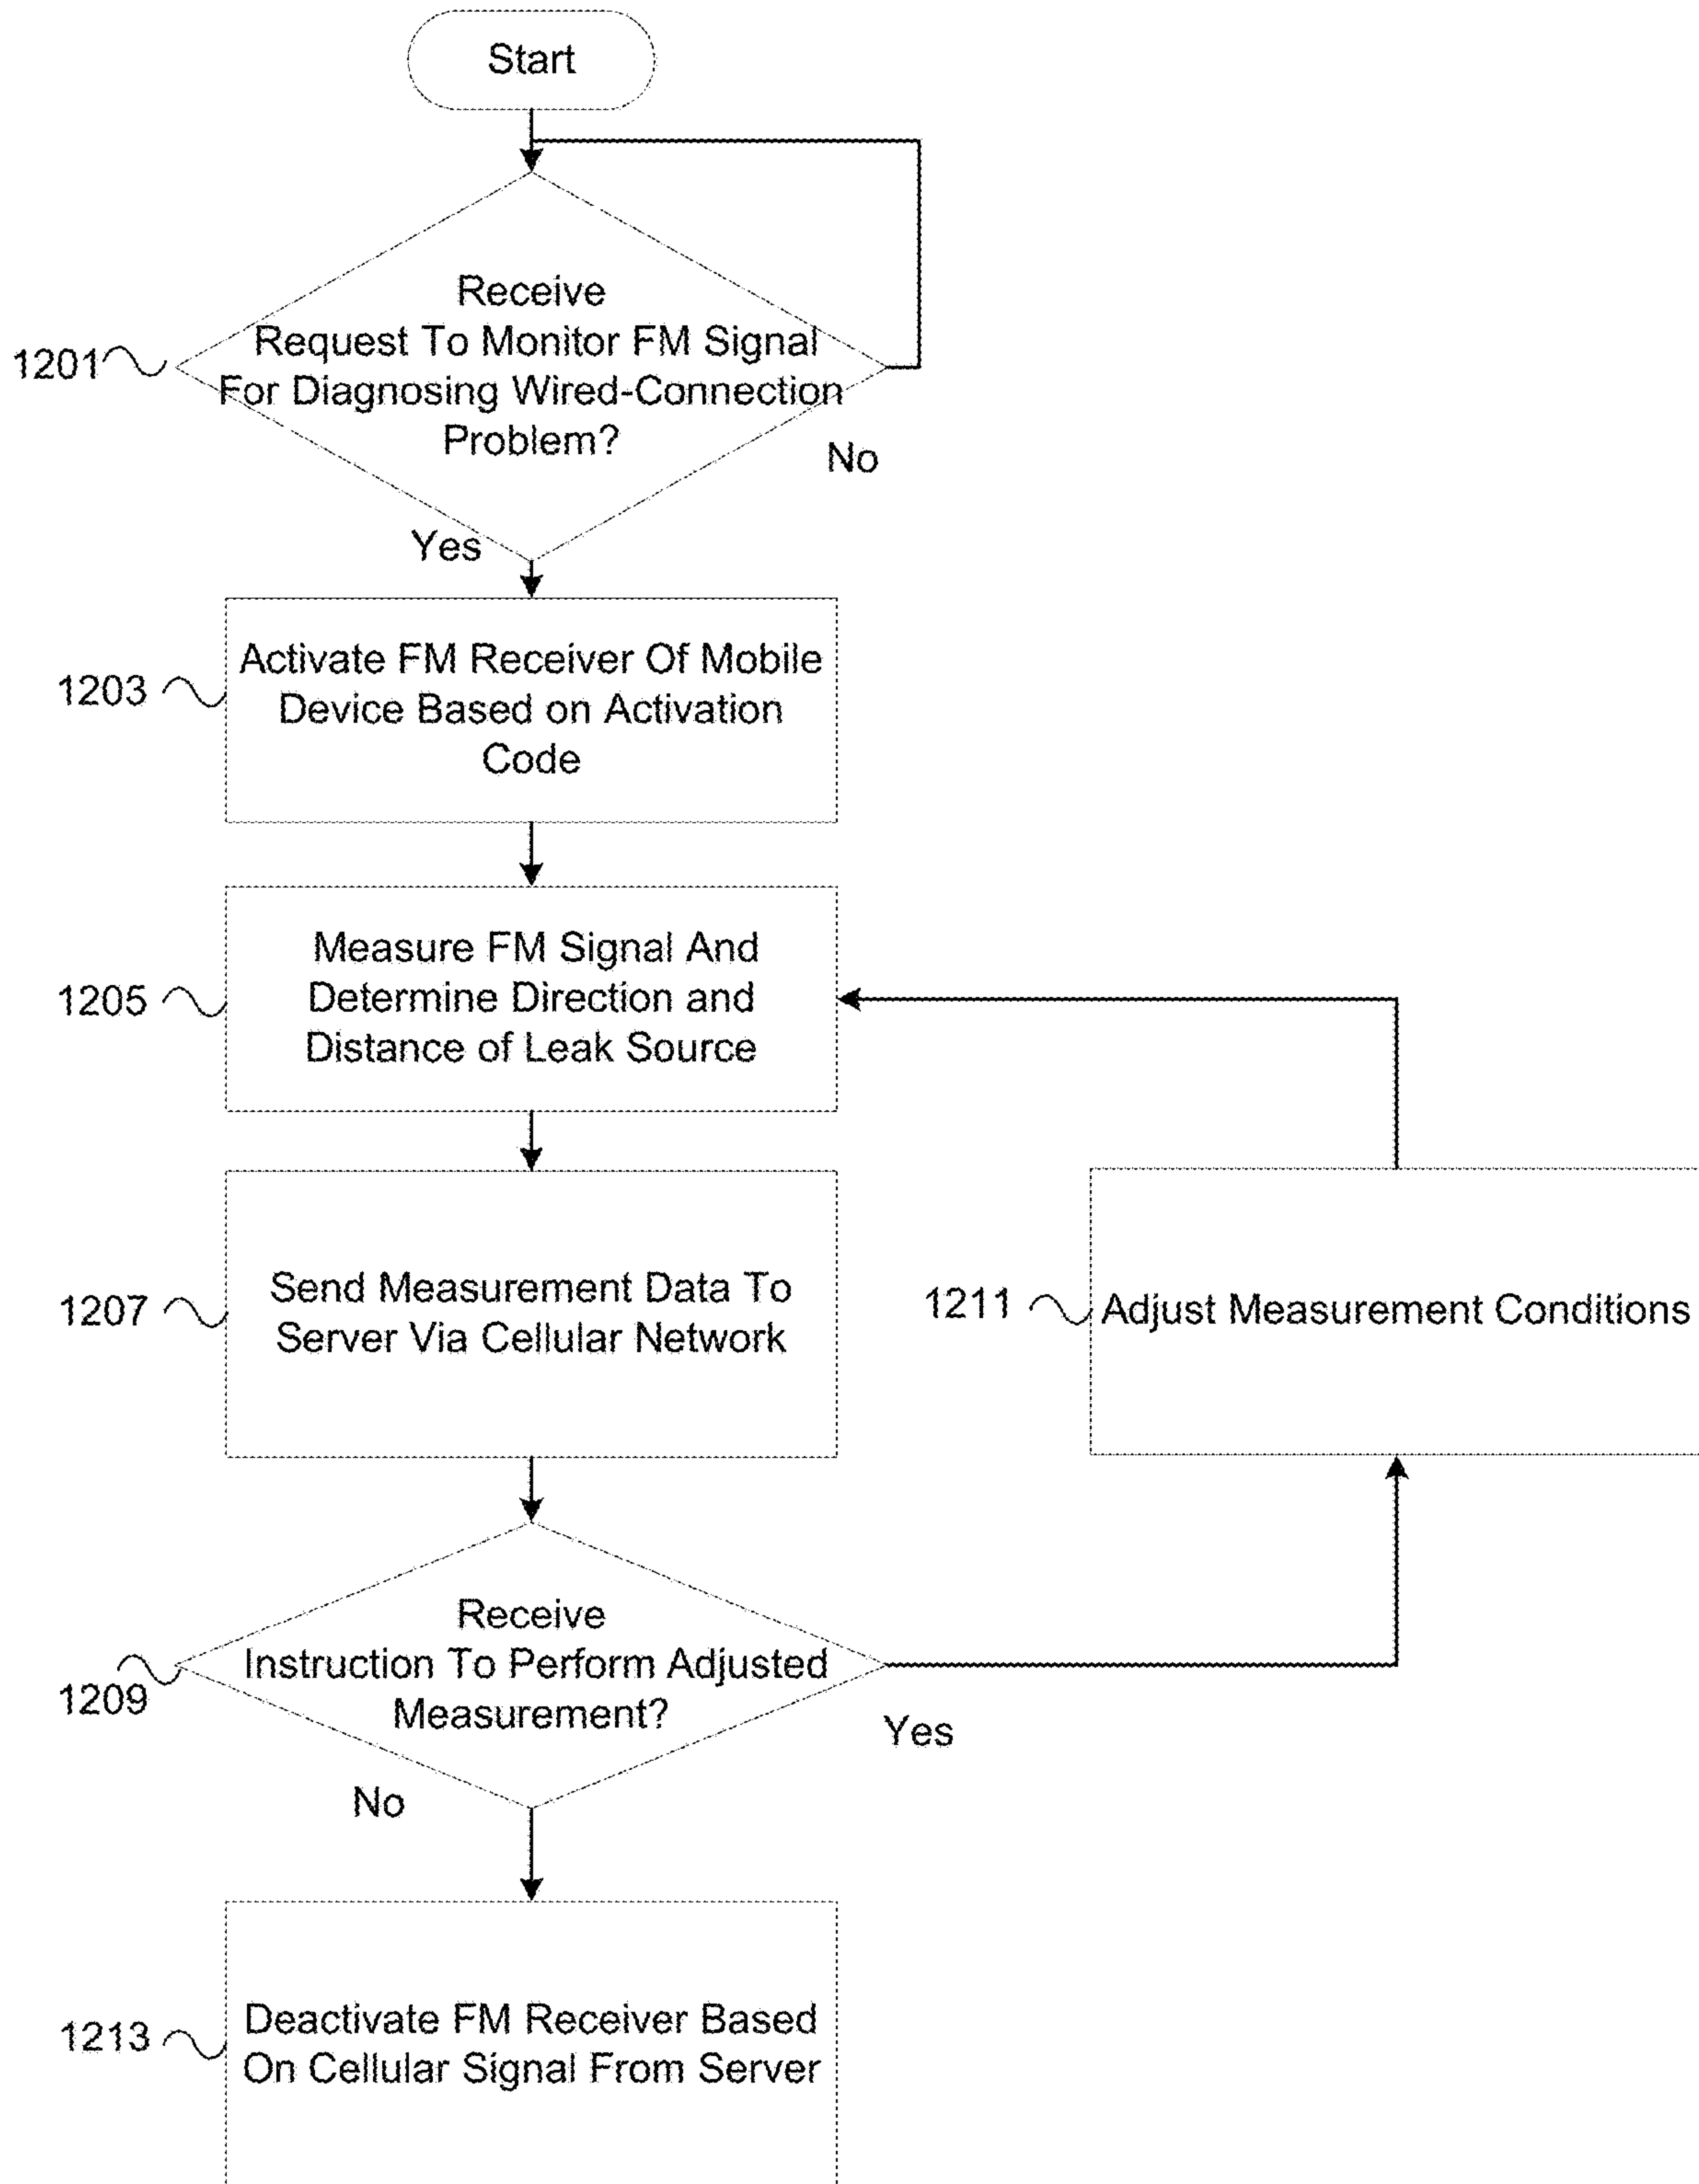 Start
Receive
Request To Monitor FM Signal
For Diagnosing Wired-Connection
Problem?
1201
No
Yes
Activate FM Receiver Of Mobile
Device Based on Activation
Code
1203
Measure FM Signal And
Determine Direction and
Distance of Leak Source
1205
Send Measurement Data To
Server Via Cellular Network
1207
1211
Adjust Measurement Conditions
Receive
Instruction To Perform Adjusted
Measurement?
1209
Yes
No
Deactivate FM Receiver Based
On Cellular Signal From Server
1213